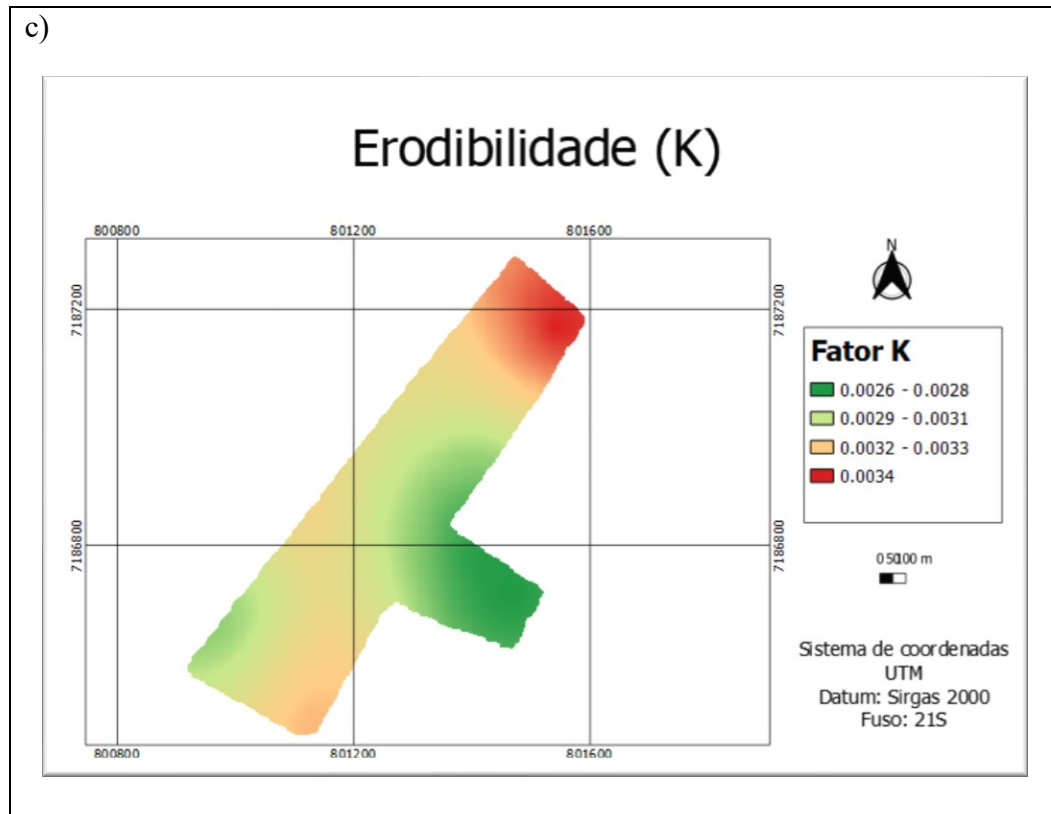 c)
Erodibilidade (K)
800800 801200 801600
N
7187200 7187200
Fator K
0.0026 - 0.0028
0.0029 - 0.0031
0.0032 - 0.0033
0.0034
7186800 7186800
0 50 100 m
Sistema de coordenadas
UTM
Datum: Sirgas 2000
Fuso: 21S
800800 801200 801600